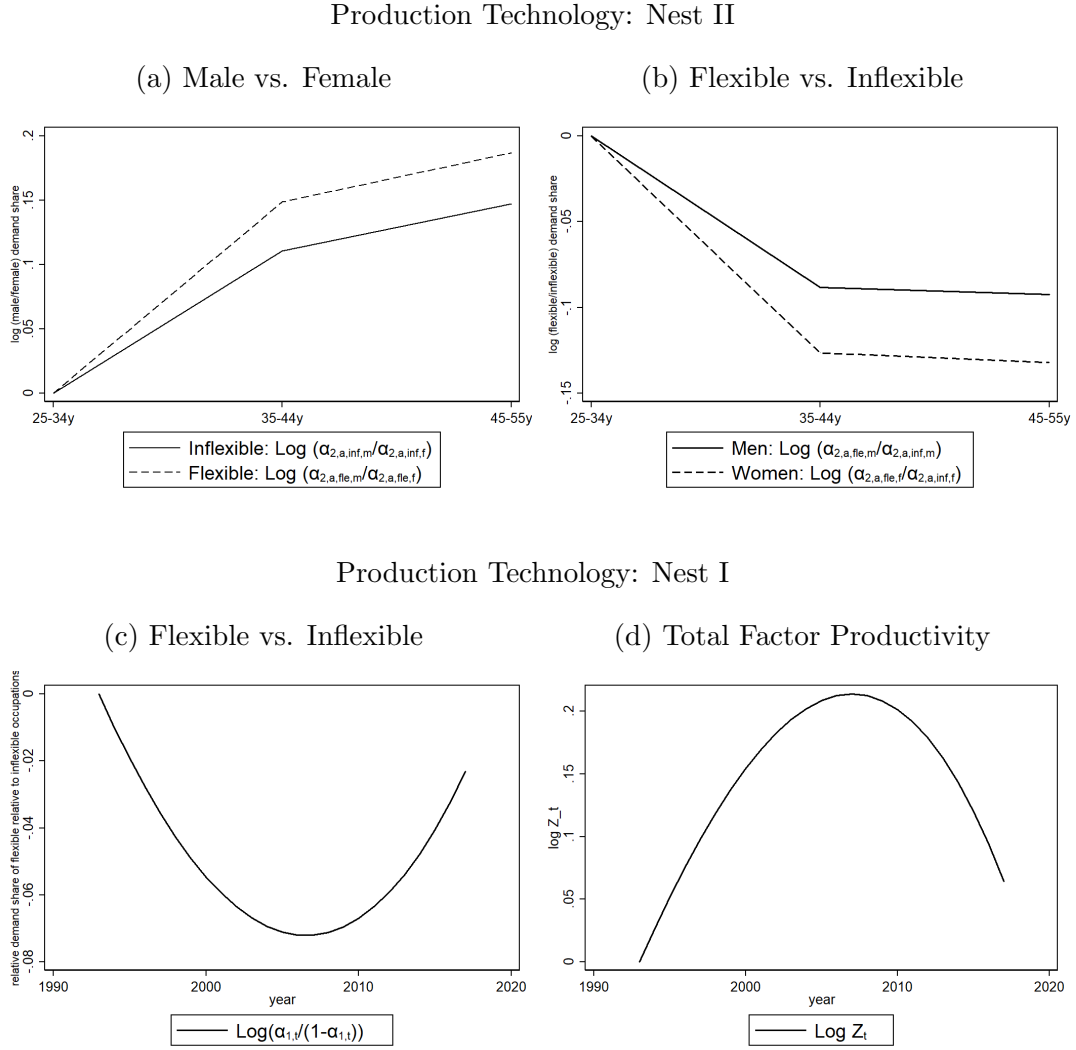 Production Technology: Nest II
(a) Male vs. Female
log (male/female) demand share
.2
.15
.1
.05
0
25-34y
35-44y
45-55y
Inflexible: Log (α2,a,inf,m/α2,a,inf,f)
Flexible: Log (α2,a,fle,m/α2,a,fle,f)
(b) Flexible vs. Inflexible
log (flexible/inflexible) demand share
0
-.05
-.1
-.15
25-34y
35-44y
45-55y
Men: Log (α2,a,fle,m/α2,a,inf,m)
Women: Log (α2,a,fle,f/α2,a,inf,f)
Production Technology: Nest I
(c) Flexible vs. Inflexible
relative demand share of flexible relative to inflexible occupations
0
-.02
-.04
-.06
-.08
1990
2000
2010
2020
year
Log(α1,t/(1-α1,t))
(d) Total Factor Productivity
log Z_t
.2
.15
.1
.05
0
1990
2000
2010
2020
year
Log Zt